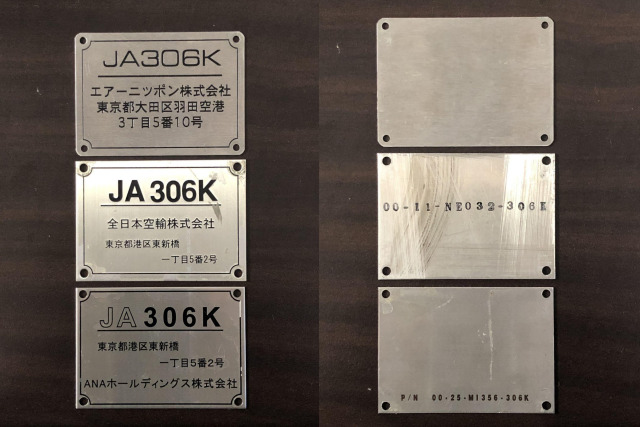 JA306K
エアーニッポン株式会社
東京都大田区羽田空港
3丁目5番10号
JA306K
全日本空輸株式会社
東京都港区東新橋
一丁目5番2号
JA306K
東京都港区東新橋
一丁目5番2号
ANAホールディングス株式会社
00-11-NE032-306K
P/N 00-25-MI356-306K